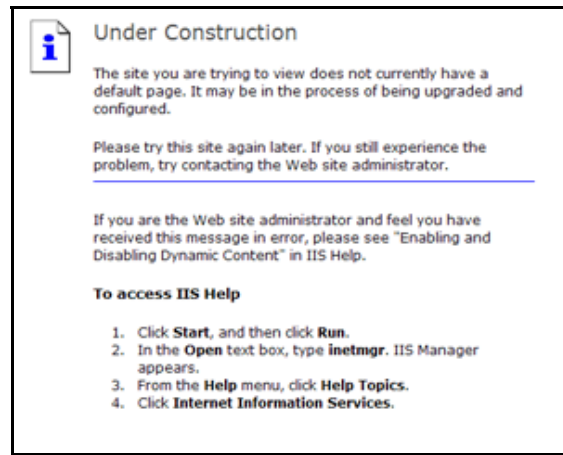 Under Construction
The site you are trying to view does not currently have a
default page. It may be in the process of being upgraded and
configured.
Please try this site again later. If you still experience the
problem, try contacting the Web site administrator.
If you are the Web site administrator and feel you have
received this message in error, please see "Enabling and
Disabling Dynamic Content" in IIS Help.
To access IIS Help
1. Click Start, and then click Run.
2. In the Open text box, type inetmgr. IIS Manager
appears.
3. From the Help menu, click Help Topics.
4. Click Internet Information Services.